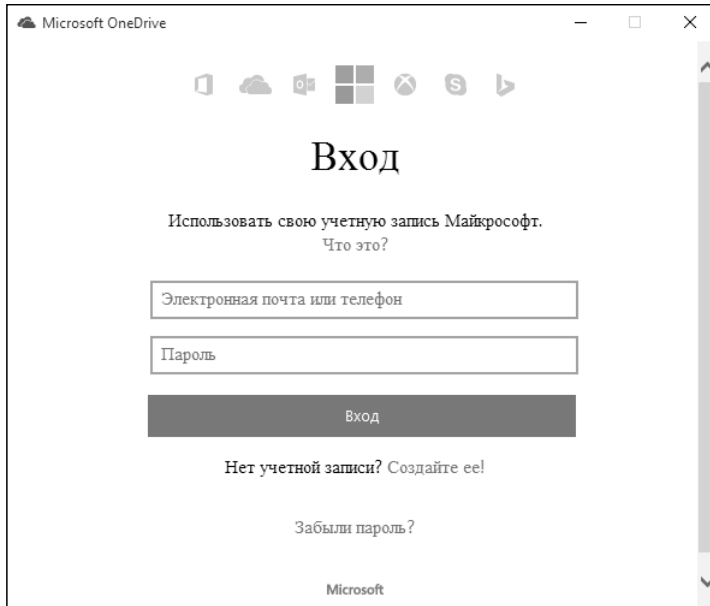 Microsoft OneDrive
Вход
Использовать свою учетную запись Майкрософт.
Что это?
Электронная почта или телефон
Пароль
Вход
Нет учетной записи? Создайте ее!
Забыли пароль?
Microsoft